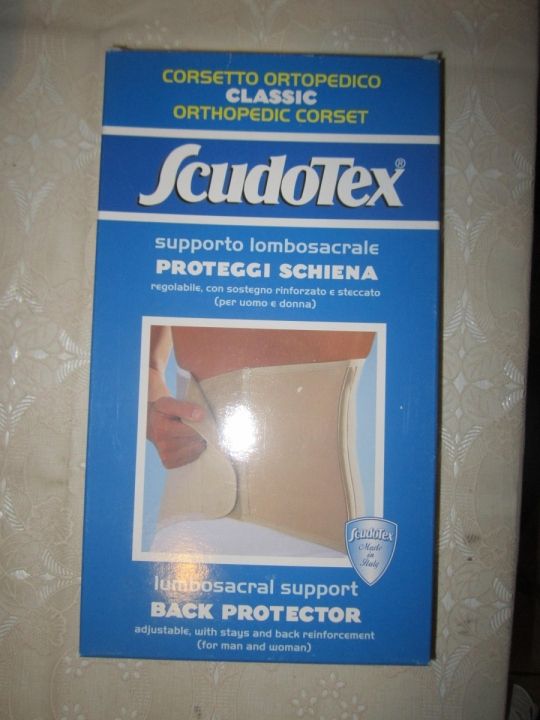 CORSETTO ORTOPEDICO
CLASSIC
ORTHOPEDIC CORSET
ScudoTex®
supporto lombosacrale
PROTEGGI SCHIENA
regolabile, con sostegno rinforzato e steccato
(per uomo e donna)
ScudoTex
Made
in
Italy
lumbosacral support
BACK PROTECTOR
adjustable, with stays and back reinforcement
(for man and woman)